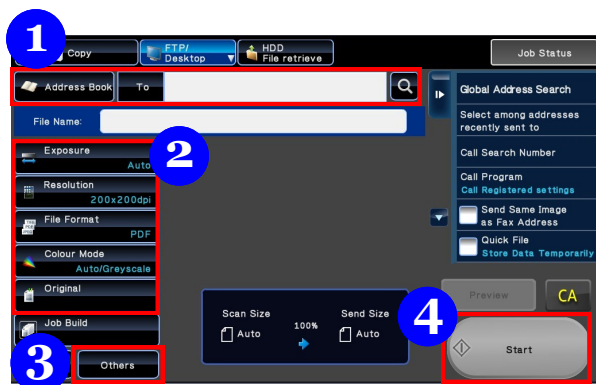 1
Copy
FTP/
Desktop
HDD
File retrieve
Job Status
Address Book
To
Global Address Search
File Name:
Select among addresses
recently sent to
Exposure
Auto
2
Call Search Number
Resolution
200x200dpi
Call Program
Call Registered settings
File Format
PDF
Send Same Image
as Fax Address
Colour Mode
Auto/Greyscale
Quick File
Store Data Temporarily
Original
Scan Size
Auto
100%
Send Size
Auto
4
Preview
CA
Job Build
3
Others
Start